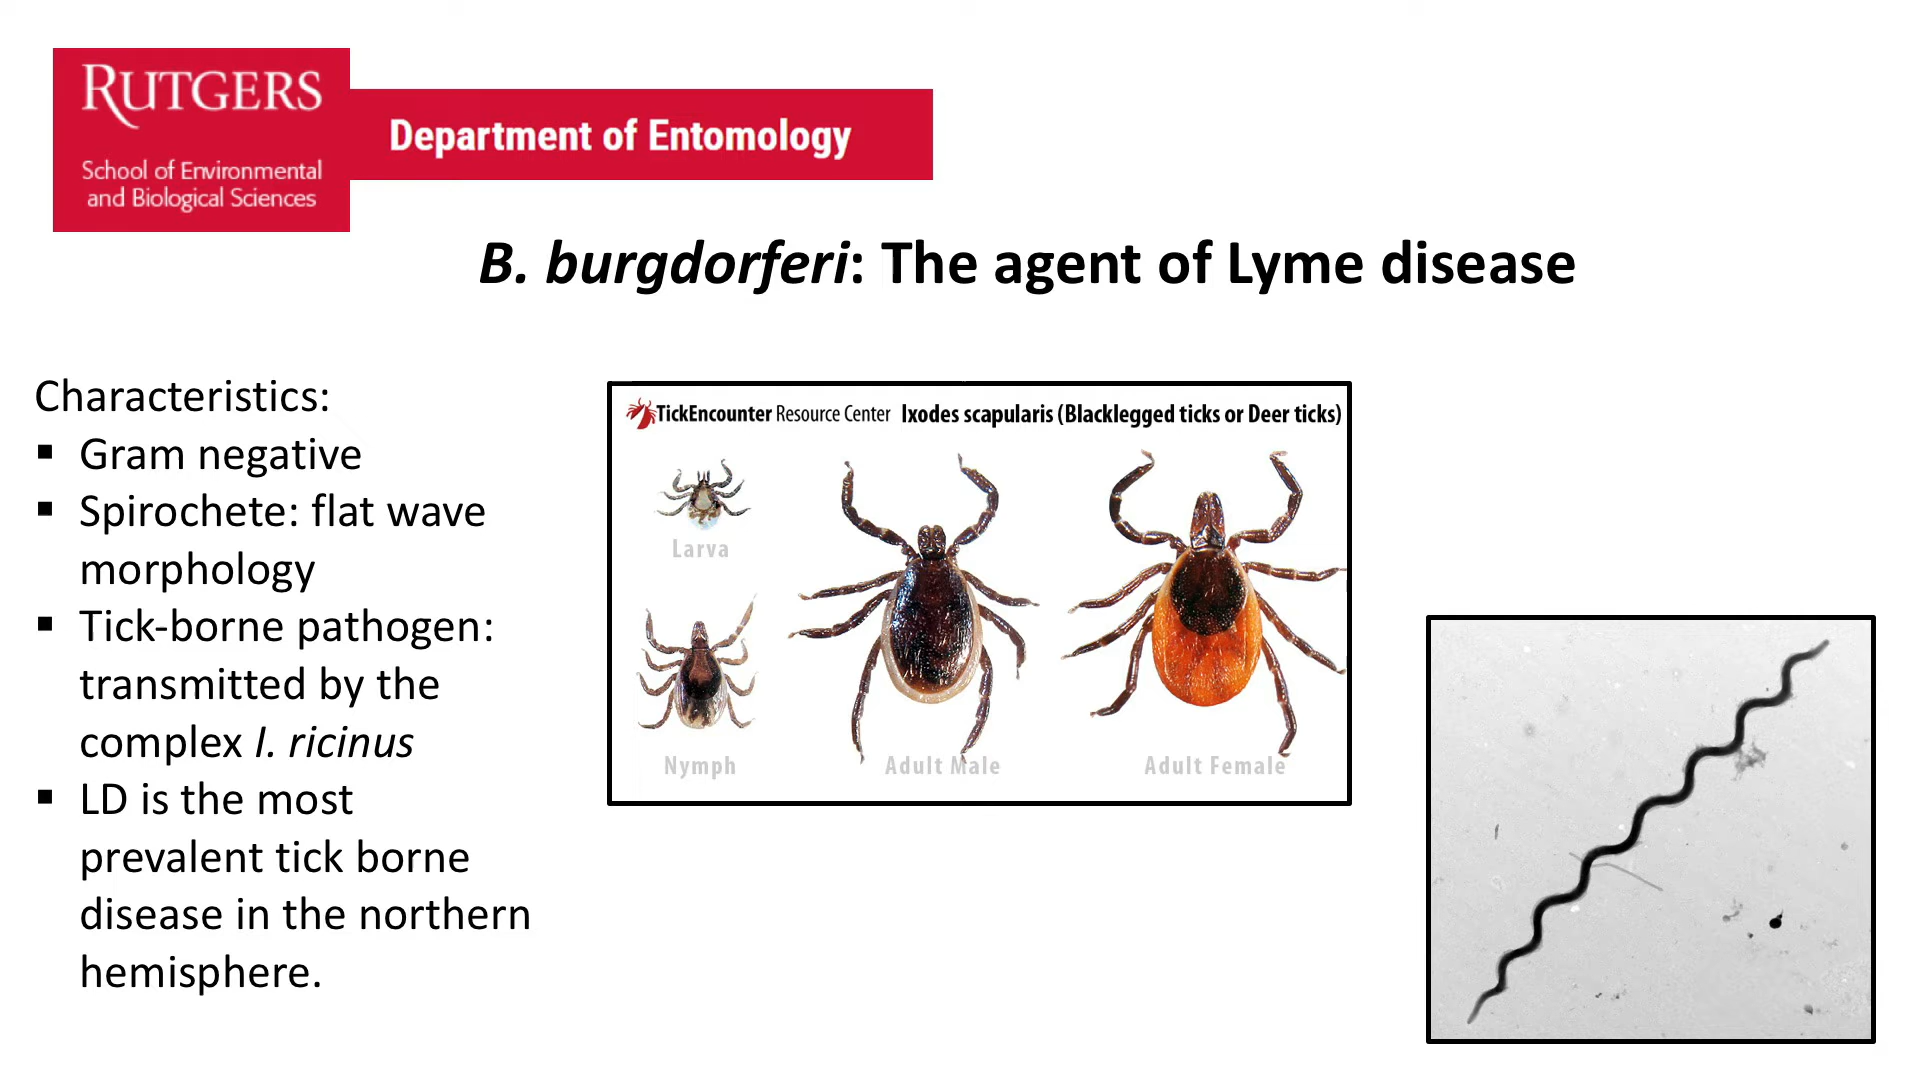 RUTGERS
School of Environmental
and Biological Sciences
Department of Entomology
B. burgdorferi: The agent of Lyme disease
Characteristics:
▪ Gram negative
▪ Spirochete: flat wave
morphology
▪ Tick-borne pathogen:
transmitted by the
complex I. ricinus
▪ LD is the most
prevalent tick borne
disease in the northern
hemisphere.
TickEncounter Resource Center Ixodes scapularis (Blacklegged ticks or Deer ticks)
Larva
Nymph
Adult Male
Adult Female